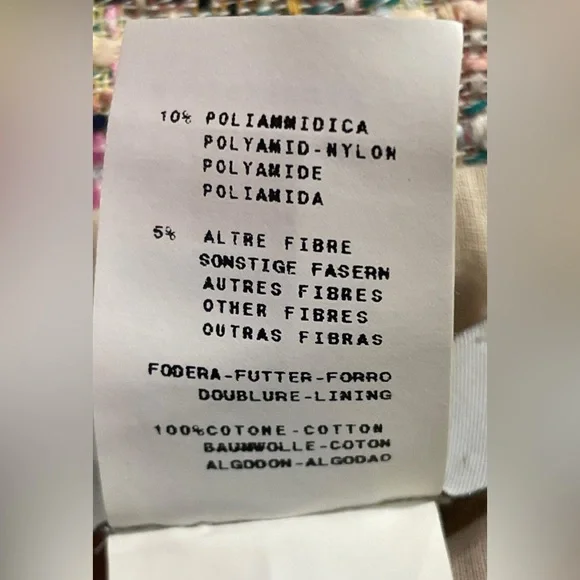 10% POLIAMMIDICA
POLYAMID-NYLON
POLYAMIDE
POLIAMIDA
5% ALTRE FIBRE
SONSTIGE FASERN
AUTRES FIBRES
OTHER FIBRES
OUTRAS FIBRAS
FODERA-FUTTER-FORRO
DOUBLURE-LINING
100%COTONE-COTTON
BAUMWOLLE-COTON
ALGODON-ALGODAO